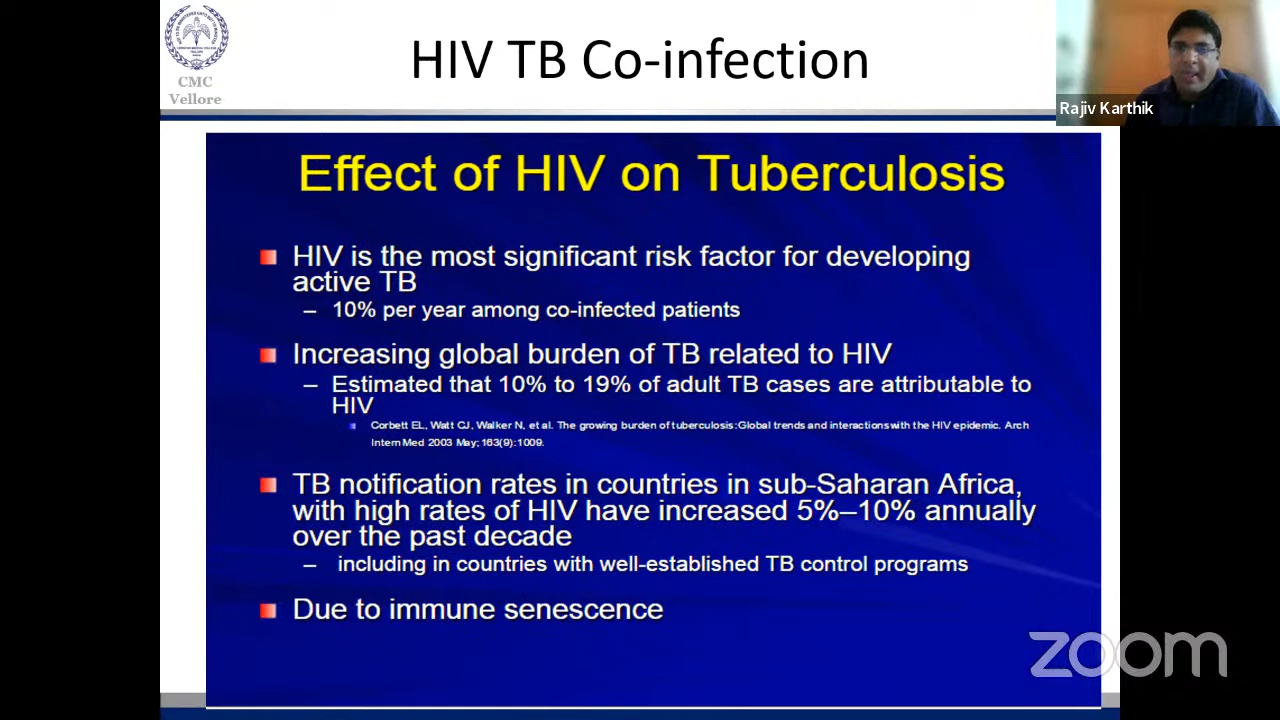 HIV TB Co-infection
CMC
Vellore
Rajiv Karthik
Effect of HIV on Tuberculosis
HIV is the most significant risk factor for developing
active TB
– 10% per year among co-infected patients
Increasing global burden of TB related to HIV
– Estimated that 10% to 19% of adult TB cases are attributable to
HIV
Corbett EL, Watt CJ, Walker N, et al. The growing burden of tuberculosis:Global trends and interactions with the HIV epidemic. Arch
Intern Med 2003 May; 163(9):1009.
TB notification rates in countries in sub-Saharan Africa,
with high rates of HIV have increased 5%–10% annually
over the past decade
– including in countries with well-established TB control programs
Due to immune senescence
zoom